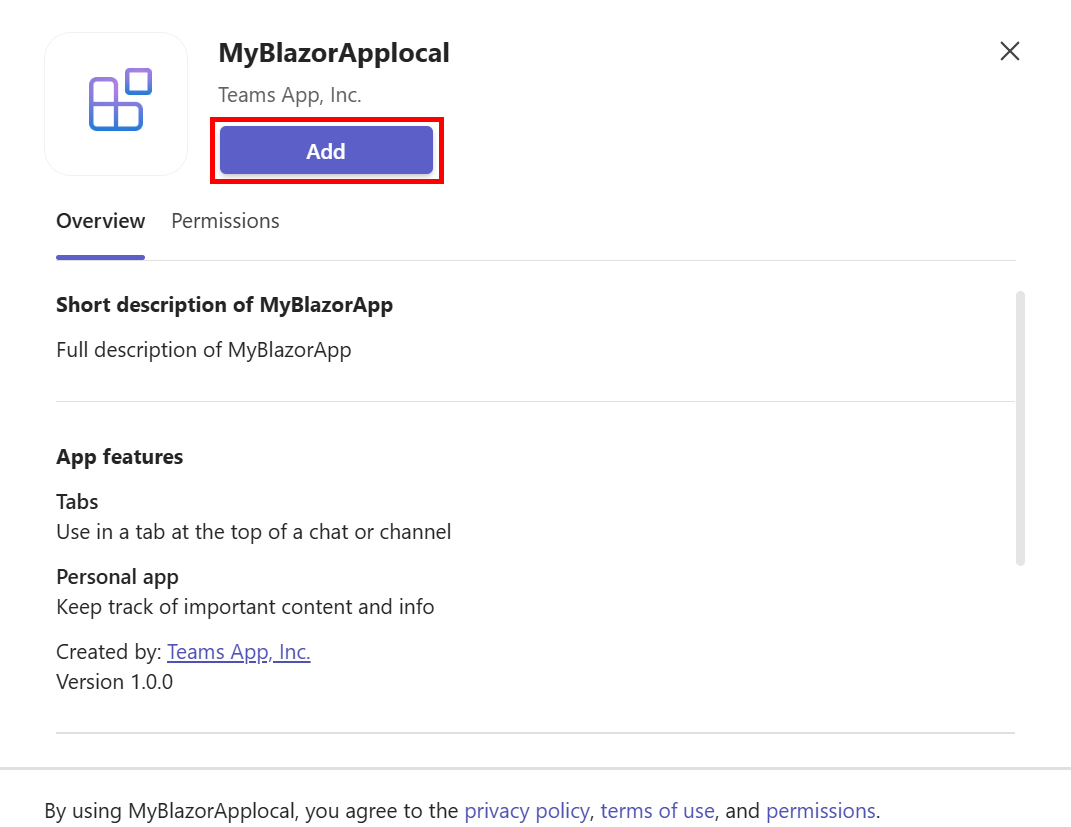 MyBlazorApplocal
Teams App, Inc.
Add
Overview Permissions
Short description of MyBlazorApp
Full description of MyBlazorApp
App features
Tabs
Use in a tab at the top of a chat or channel
Personal app
Keep track of important content and info
Created by: Teams App, Inc.
Version 1.0.0
By using MyBlazorApplocal, you agree to the privacy policy, terms of use, and permissions.